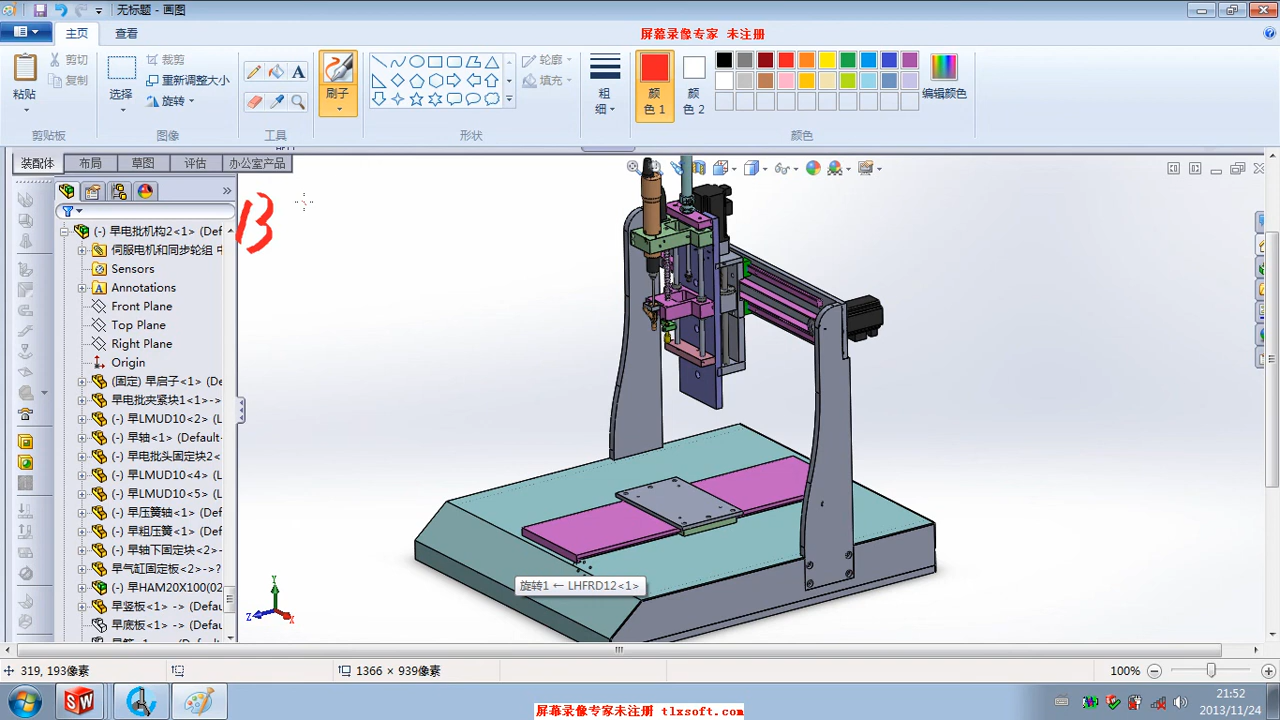 无标题 - 画图
主页
查看
屏幕录像专家 未注册
粘贴
剪切
复制
选择
裁剪
重新调整大小
旋转
A
刷子
轮廓
填充
粗
细
颜
色 1
颜
色 2
编辑颜色
剪贴板
图像
工具
形状
颜色
装配体
布局
草图
评估
办公室产品
B
(-) 早电批机构2<1> (Def
伺服电机和同步轮组 中
Sensors
Annotations
Front Plane
Top Plane
Right Plane
Origin
(固定) 早启子<1> (De
早电批夹紧块1<1>->
(-) 早LMUD10<2> (L
(-) 早轴<1> (Default
(-) 早电批头固定块2<
(-) 早LMUD10<4> (L
(-) 早LMUD10<5> (L
(-) 早压簧轴<1> (Def
(-) 早粗压簧<1> (Def
(-) 早轴下固定块<2>
早气缸固定板<2>->?
(-) 早HAM20X100(02
早竖板<1> -> (Defau
早底板<1> -> (Defau
旋转1 ← LHFRD12<1>
Y
Z
X
319, 193像素
1366 × 939像素
100%
SW
21:52
2013/11/24
屏幕录像专家未注册 tlxsoft.com